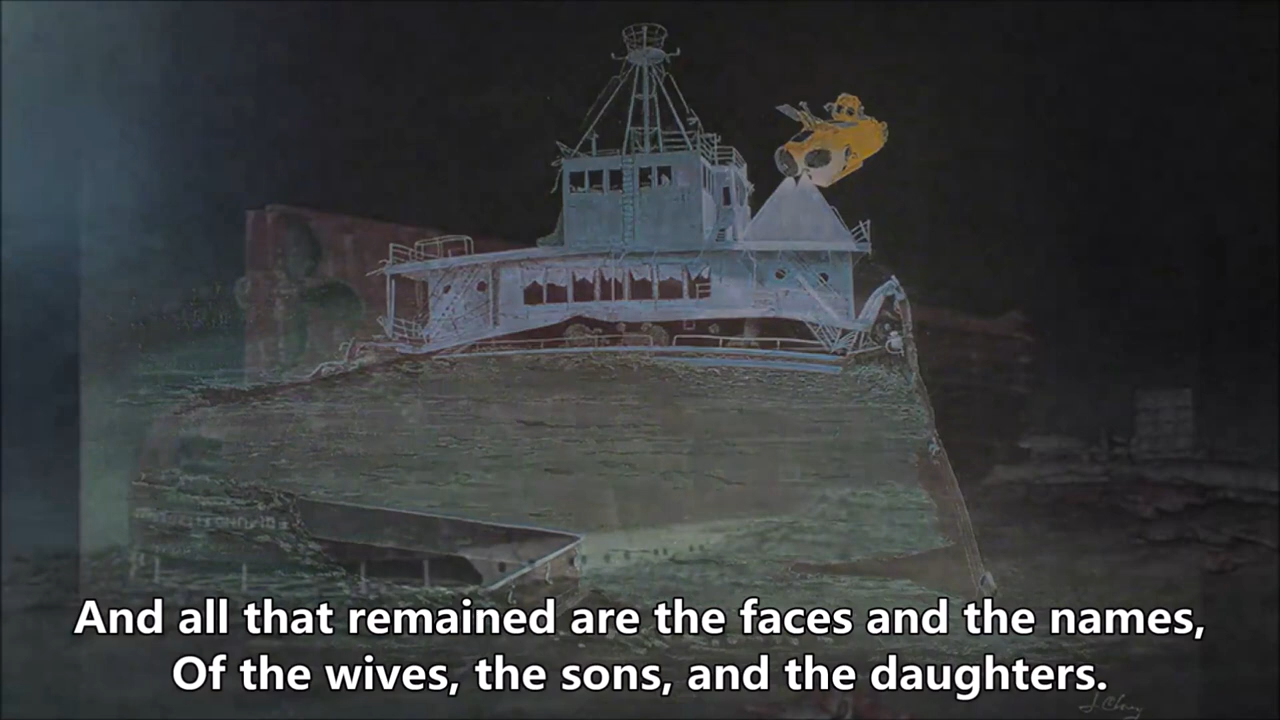 And all that remained are the faces and the names,
Of the wives, the sons, and the daughters.